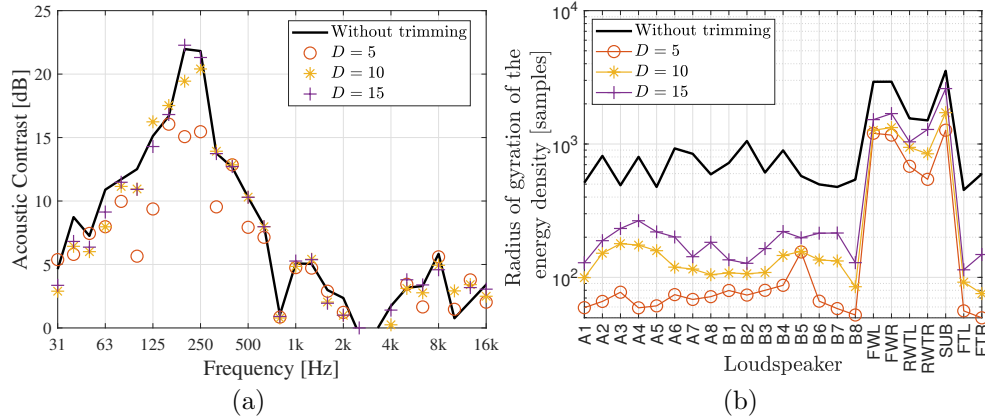 Acoustic Contrast [dB]
25
20
15
10
5
0
31 63 125 250 500 1k 2k 4k 8k 16k
Frequency [Hz]
Without trimming
D = 5
D = 10
D = 15
(a)
Radius of gyration of the
energy density [samples]
10^4
10^3
10^2
Without trimming
D = 5
D = 10
D = 15
A1 A2 A3 A4 A5 A6 A7 A8 B1 B2 B3 B4 B5 B6 B7 B8 FWL FWR RWTL RWTR SUB FTL FTR
Loudspeaker
(b)